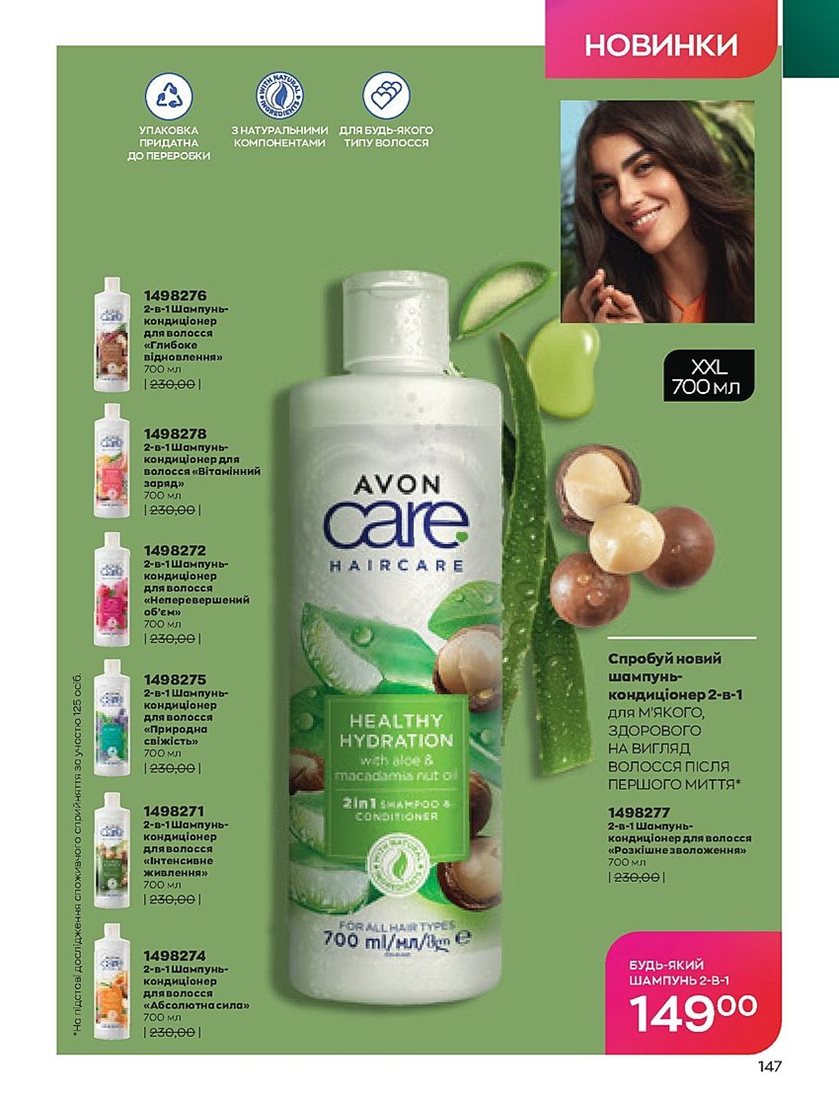 НОВИНКИ
WITH NATURAL
INGREDIENTS
УПАКОВКА
ПРИДАТНА
ДО ПЕРЕРОБКИ
З НАТУРАЛЬНИМИ
КОМПОНЕНТАМИ
ДЛЯ БУДЬ-ЯКОГО
ТИПУ ВОЛОССЯ
1498276
2-в-1 Шампунь-
кондиціонер
для волосся
«Глибоке
відновлення»
700 мл
| 230,00 |
1498278
2-в-1 Шампунь-
кондиціонер для
волосся «Вітамінний
заряд»
700 мл
| 230,00 |
1498272
2-в-1 Шампунь-
кондиціонер
для волосся
«Неперевершений
об'єм»
700 мл
| 230,00 |
1498275
2-в-1 Шампунь-
кондиціонер
для волосся
«Природна
свіжість»
700 мл
| 230,00 |
1498271
2-в-1 Шампунь-
кондиціонер
для волосся
«Інтенсивне
живлення»
700 мл
| 230,00 |
1498274
2-в-1 Шампунь-
кондиціонер
для волосся
«Абсолютна сила»
700 мл
| 230,00 |
*На підставі дослідження споживчого сприйняття за участю 125 осіб.
AVON
care
HAIRCARE
HEALTHY
HYDRATION
with aloe &
macadamia nut oil
2in1 SHAMPOO &
CONDITIONER
WITH NATURAL
INGREDIENTS
FOR ALL HAIR TYPES
700 ml/мл/მლ e
XXL
700 мл
Спробуй новий
шампунь-
кондиціонер 2-в-1
для М'ЯКОГО,
ЗДОРОВОГО
НА ВИГЛЯД
ВОЛОССЯ ПІСЛЯ
ПЕРШОГО МИТТЯ*
1498277
2-в-1 Шампунь-
кондиціонер для волосся
«Розкішне зволоження»
700 мл
| 230,00 |
БУДЬ-ЯКИЙ
ШАМПУНЬ 2-В-1
14900
147